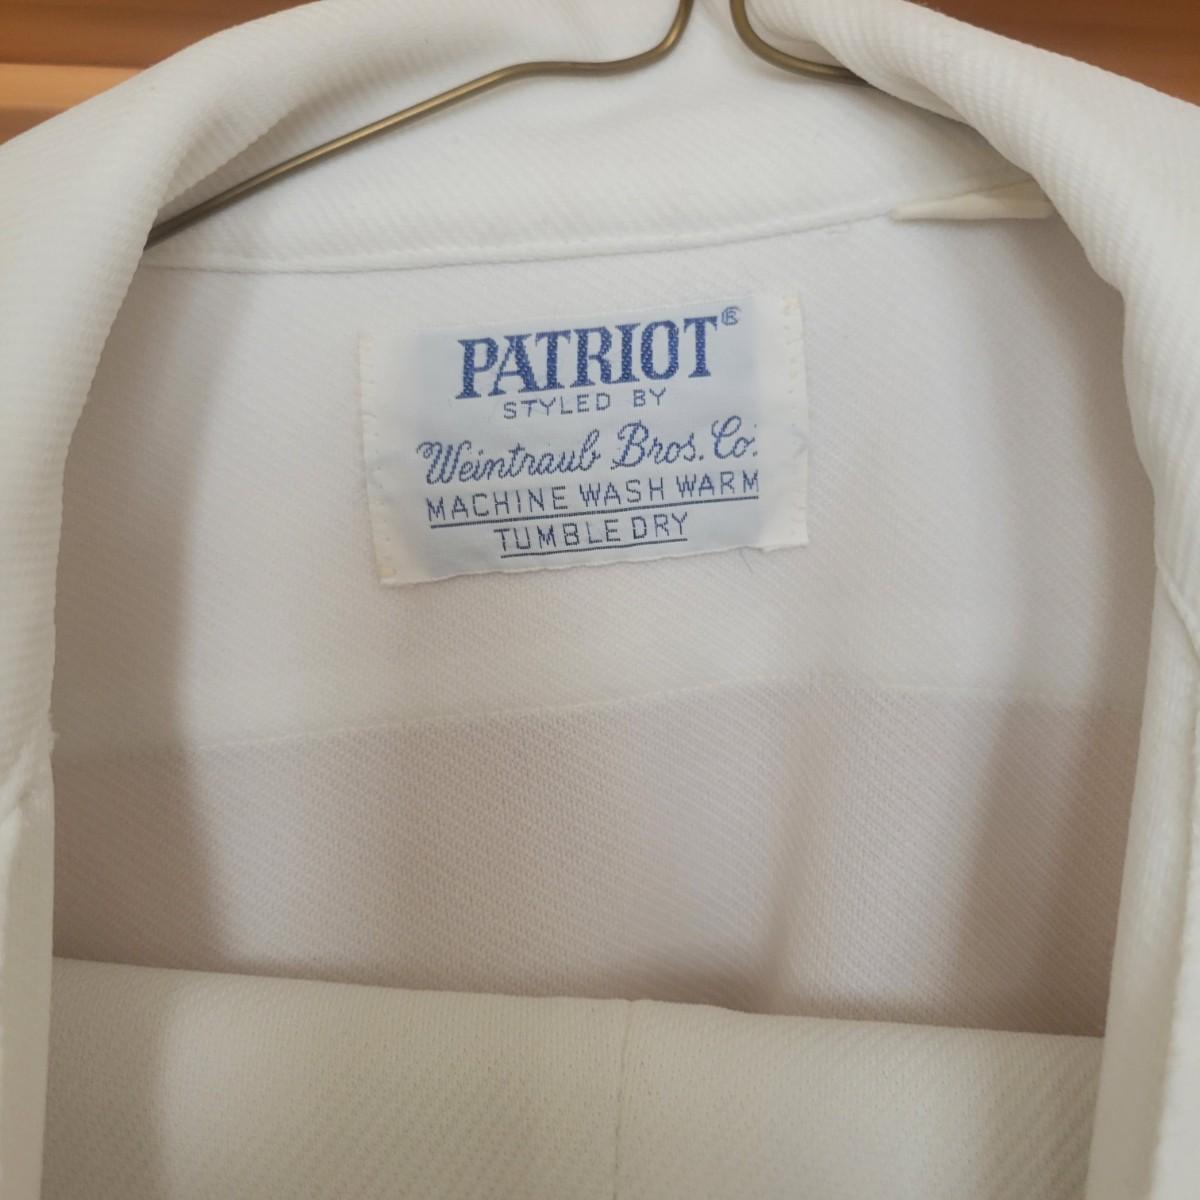 PATRIOT®
STYLED BY
Weintraub Bros. Co.
MACHINE WASH WARM
TUMBLE DRY